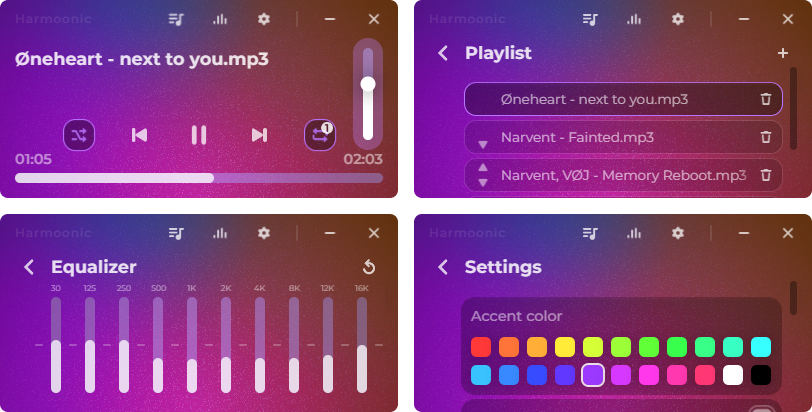 Harmoonic
Øneheart - next to you.mp3
1
01:05
02:03
Harmoonic
Playlist
Øneheart - next to you.mp3
Narvent - Fainted.mp3
Narvent, VØJ - Memory Reboot.mp3
Harmoonic
Equalizer
30 125 250 500 1K 2K 4K 8K 12K 16K
Harmoonic
Settings
Accent color